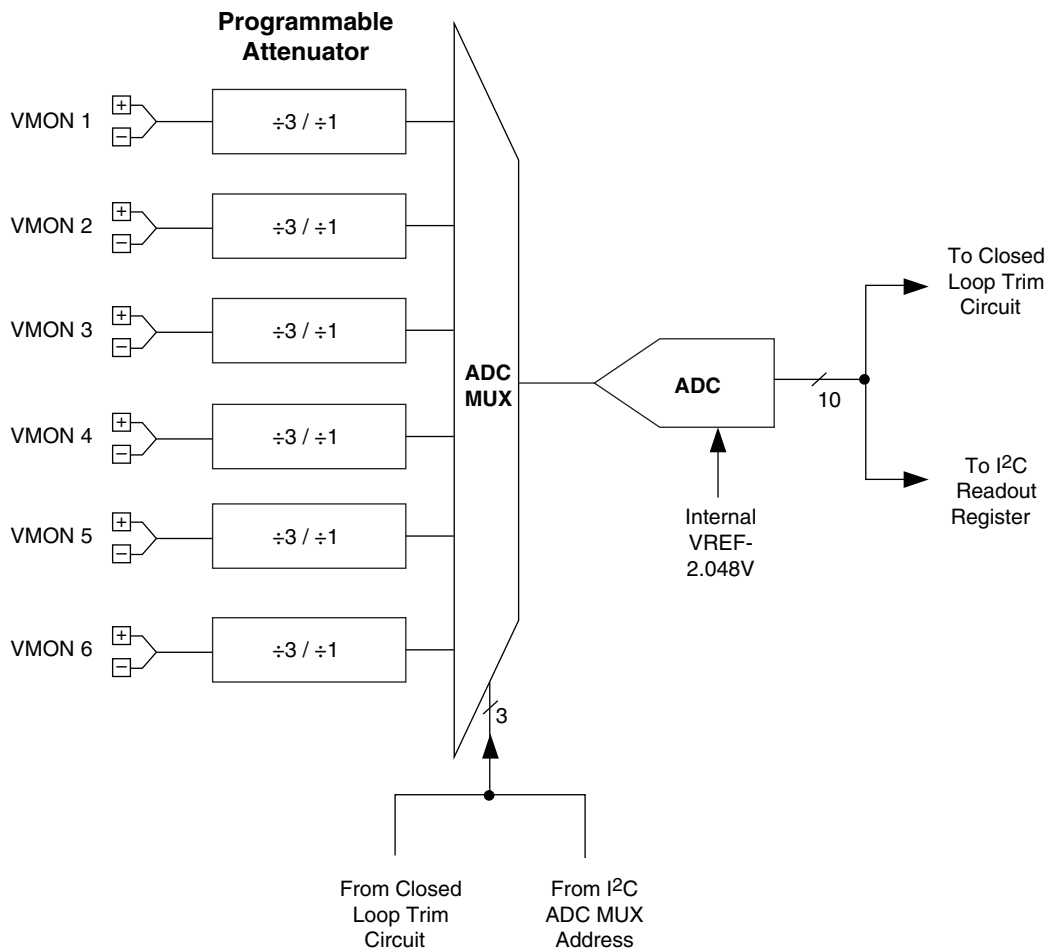 Programmable
Attenuator
VMON 1
+
−
÷3 / ÷1
VMON 2
+
−
÷3 / ÷1
VMON 3
+
−
÷3 / ÷1
VMON 4
+
−
÷3 / ÷1
VMON 5
+
−
÷3 / ÷1
VMON 6
+
−
÷3 / ÷1
ADC
MUX
3
ADC
10
Internal
VREF-
2.048V
To Closed
Loop Trim
Circuit
To I²C
Readout
Register
From Closed
Loop Trim
Circuit
From I²C
ADC MUX
Address